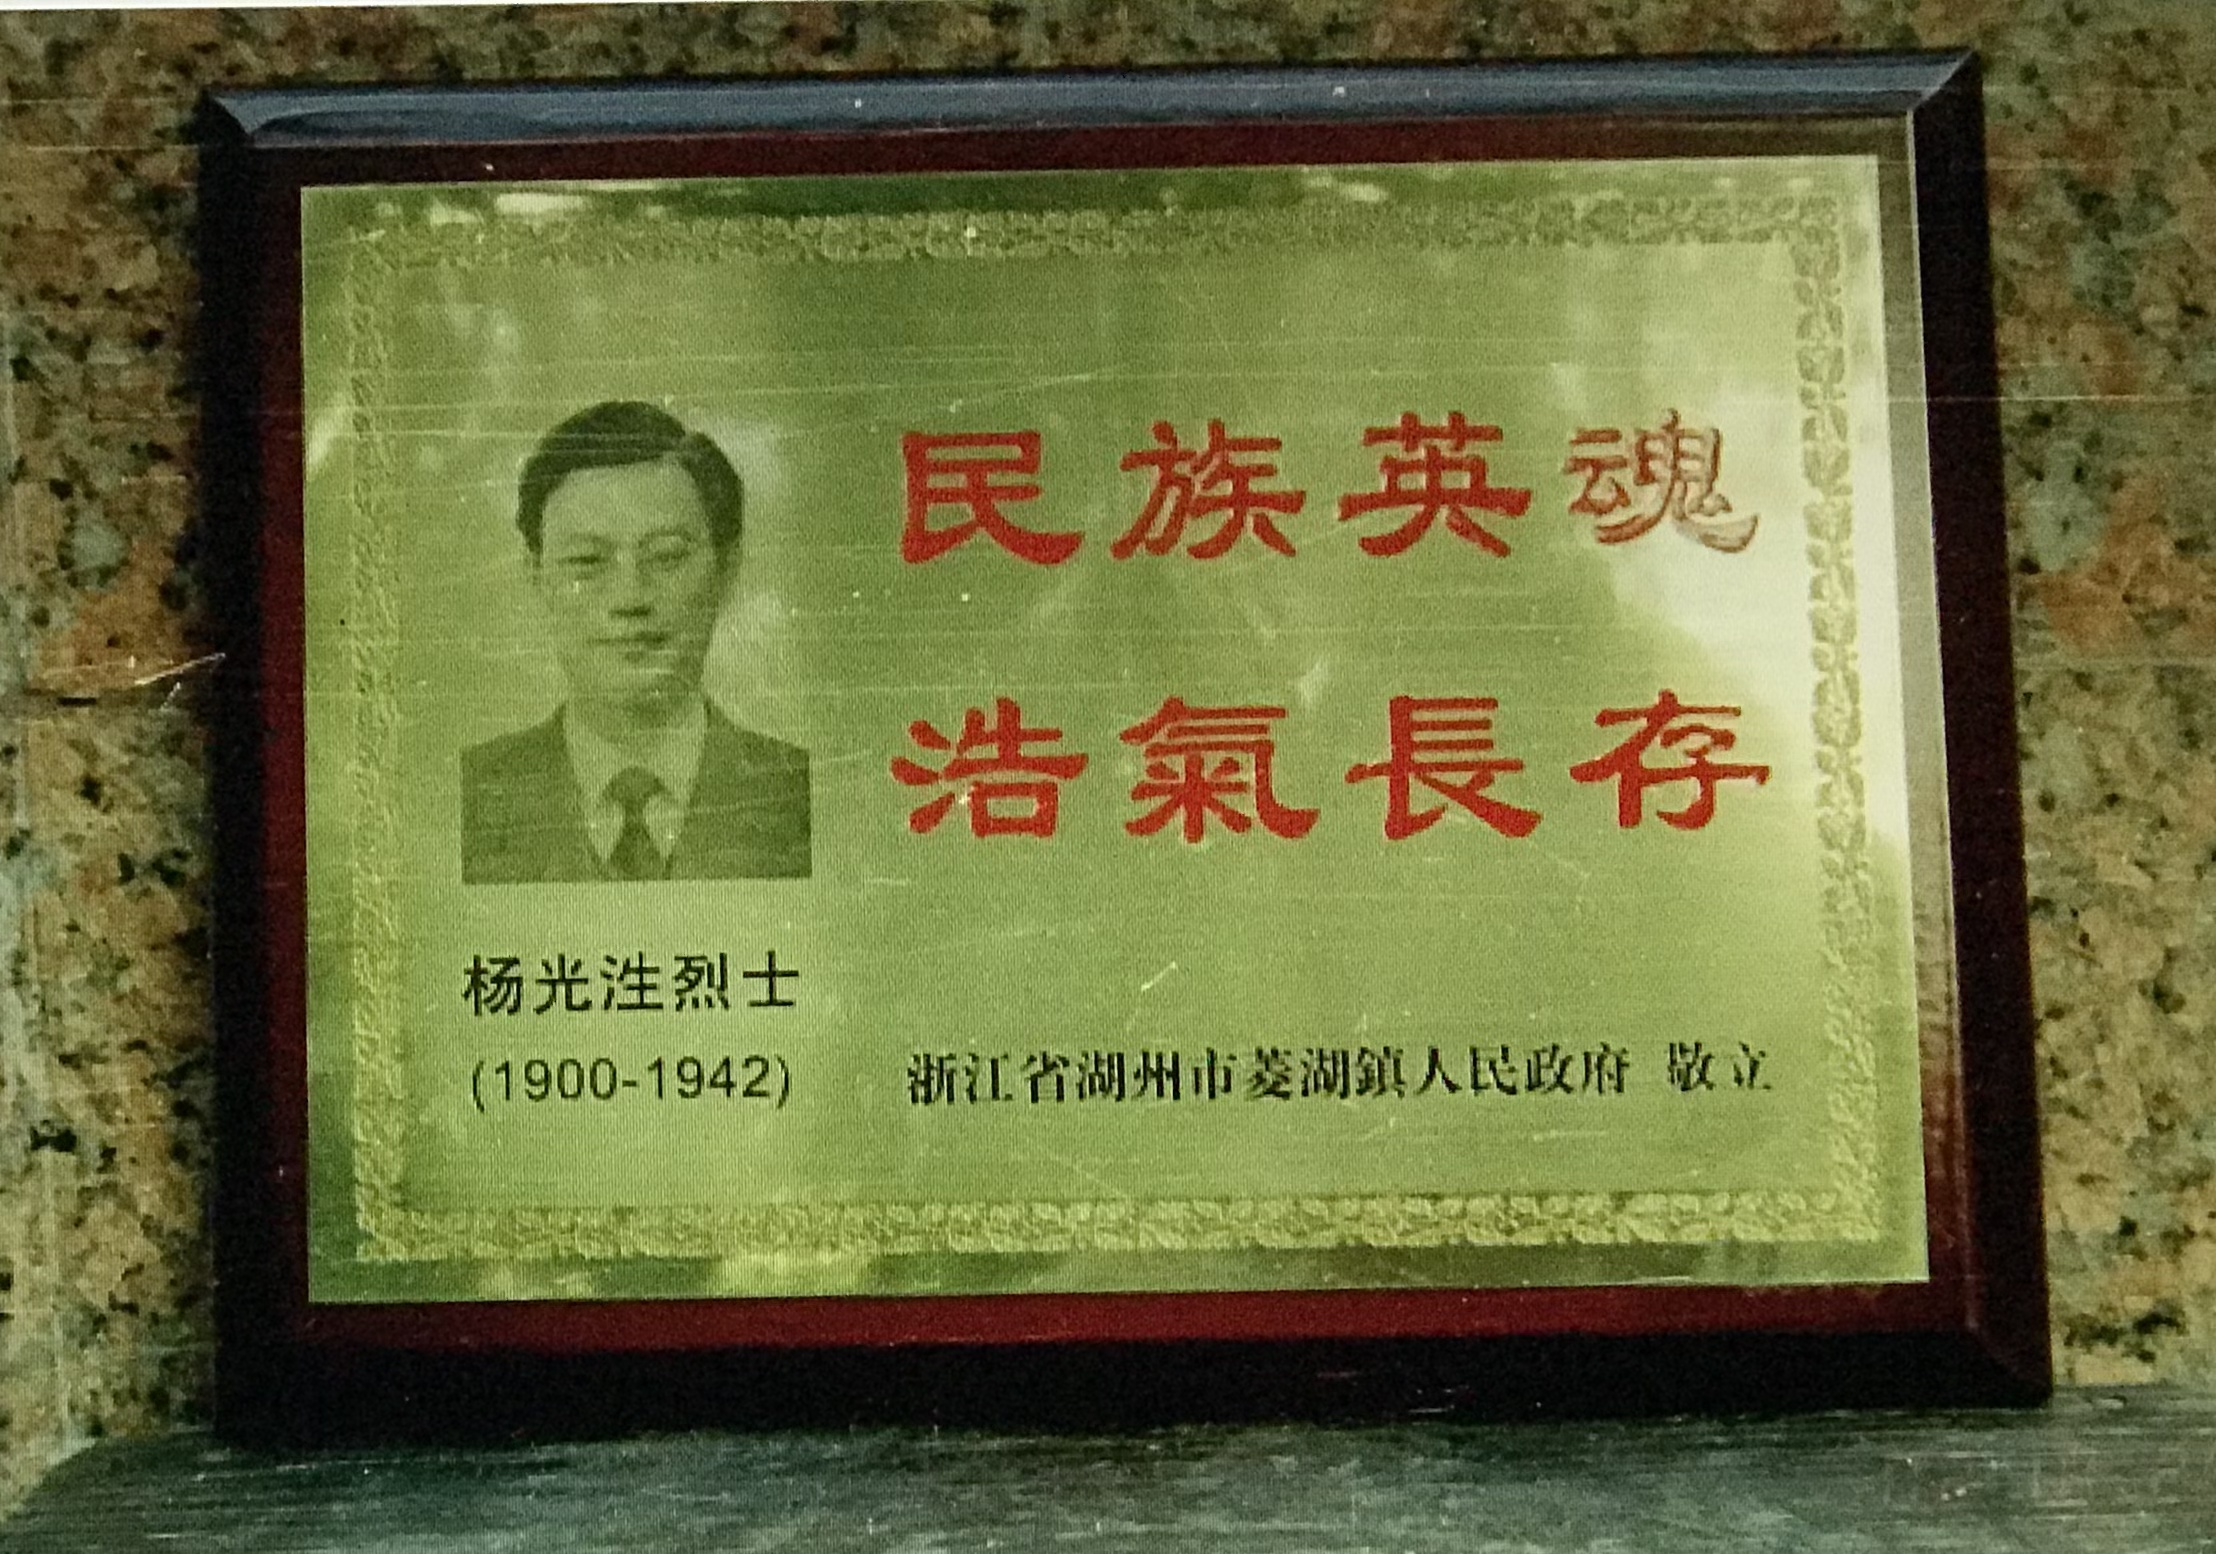 民族英魂
浩氣長存
杨光泩烈士
(1900-1942)
浙江省湖州市菱湖鎮人民政府 敬立